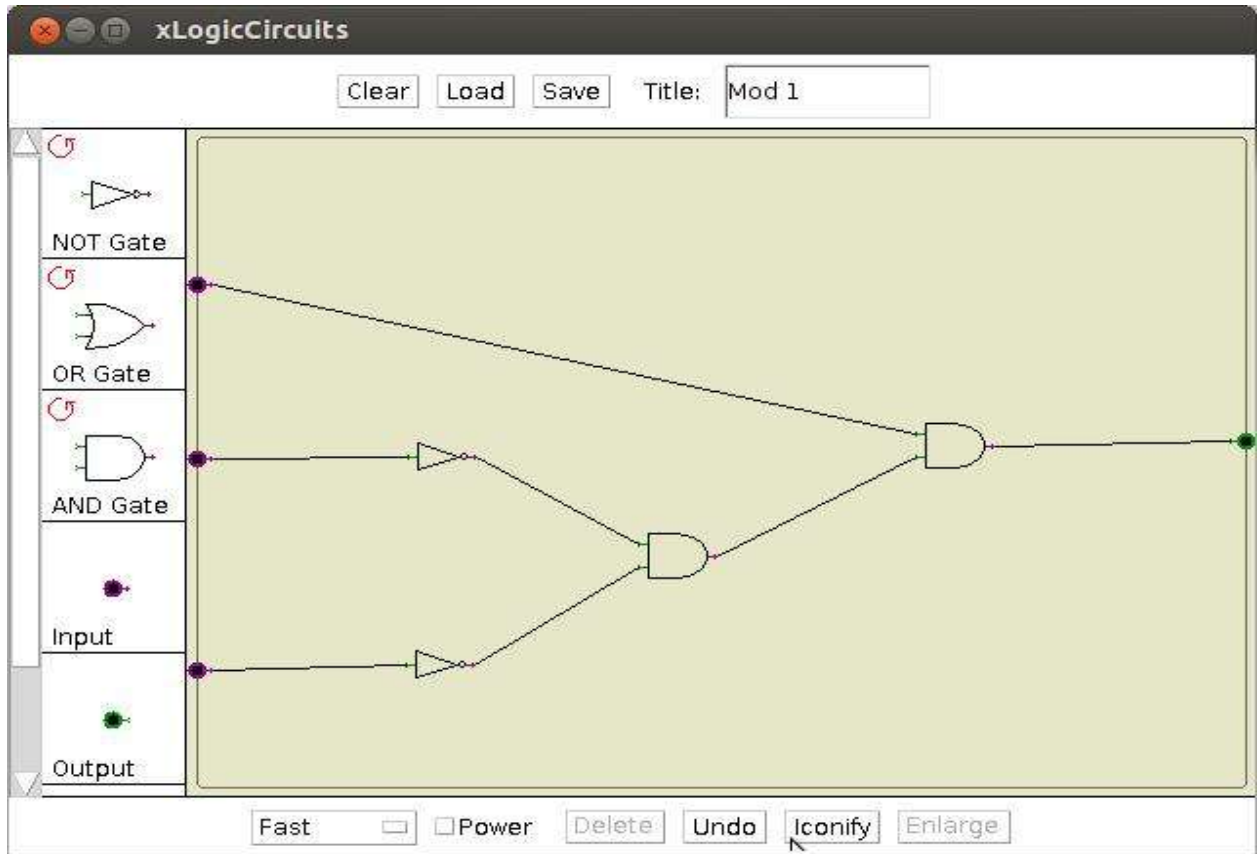 xLogicCircuits
Clear Load Save Title: Mod 1
NOT Gate
OR Gate
AND Gate
Input
Output
Fast Power Delete Undo Iconify Enlarge